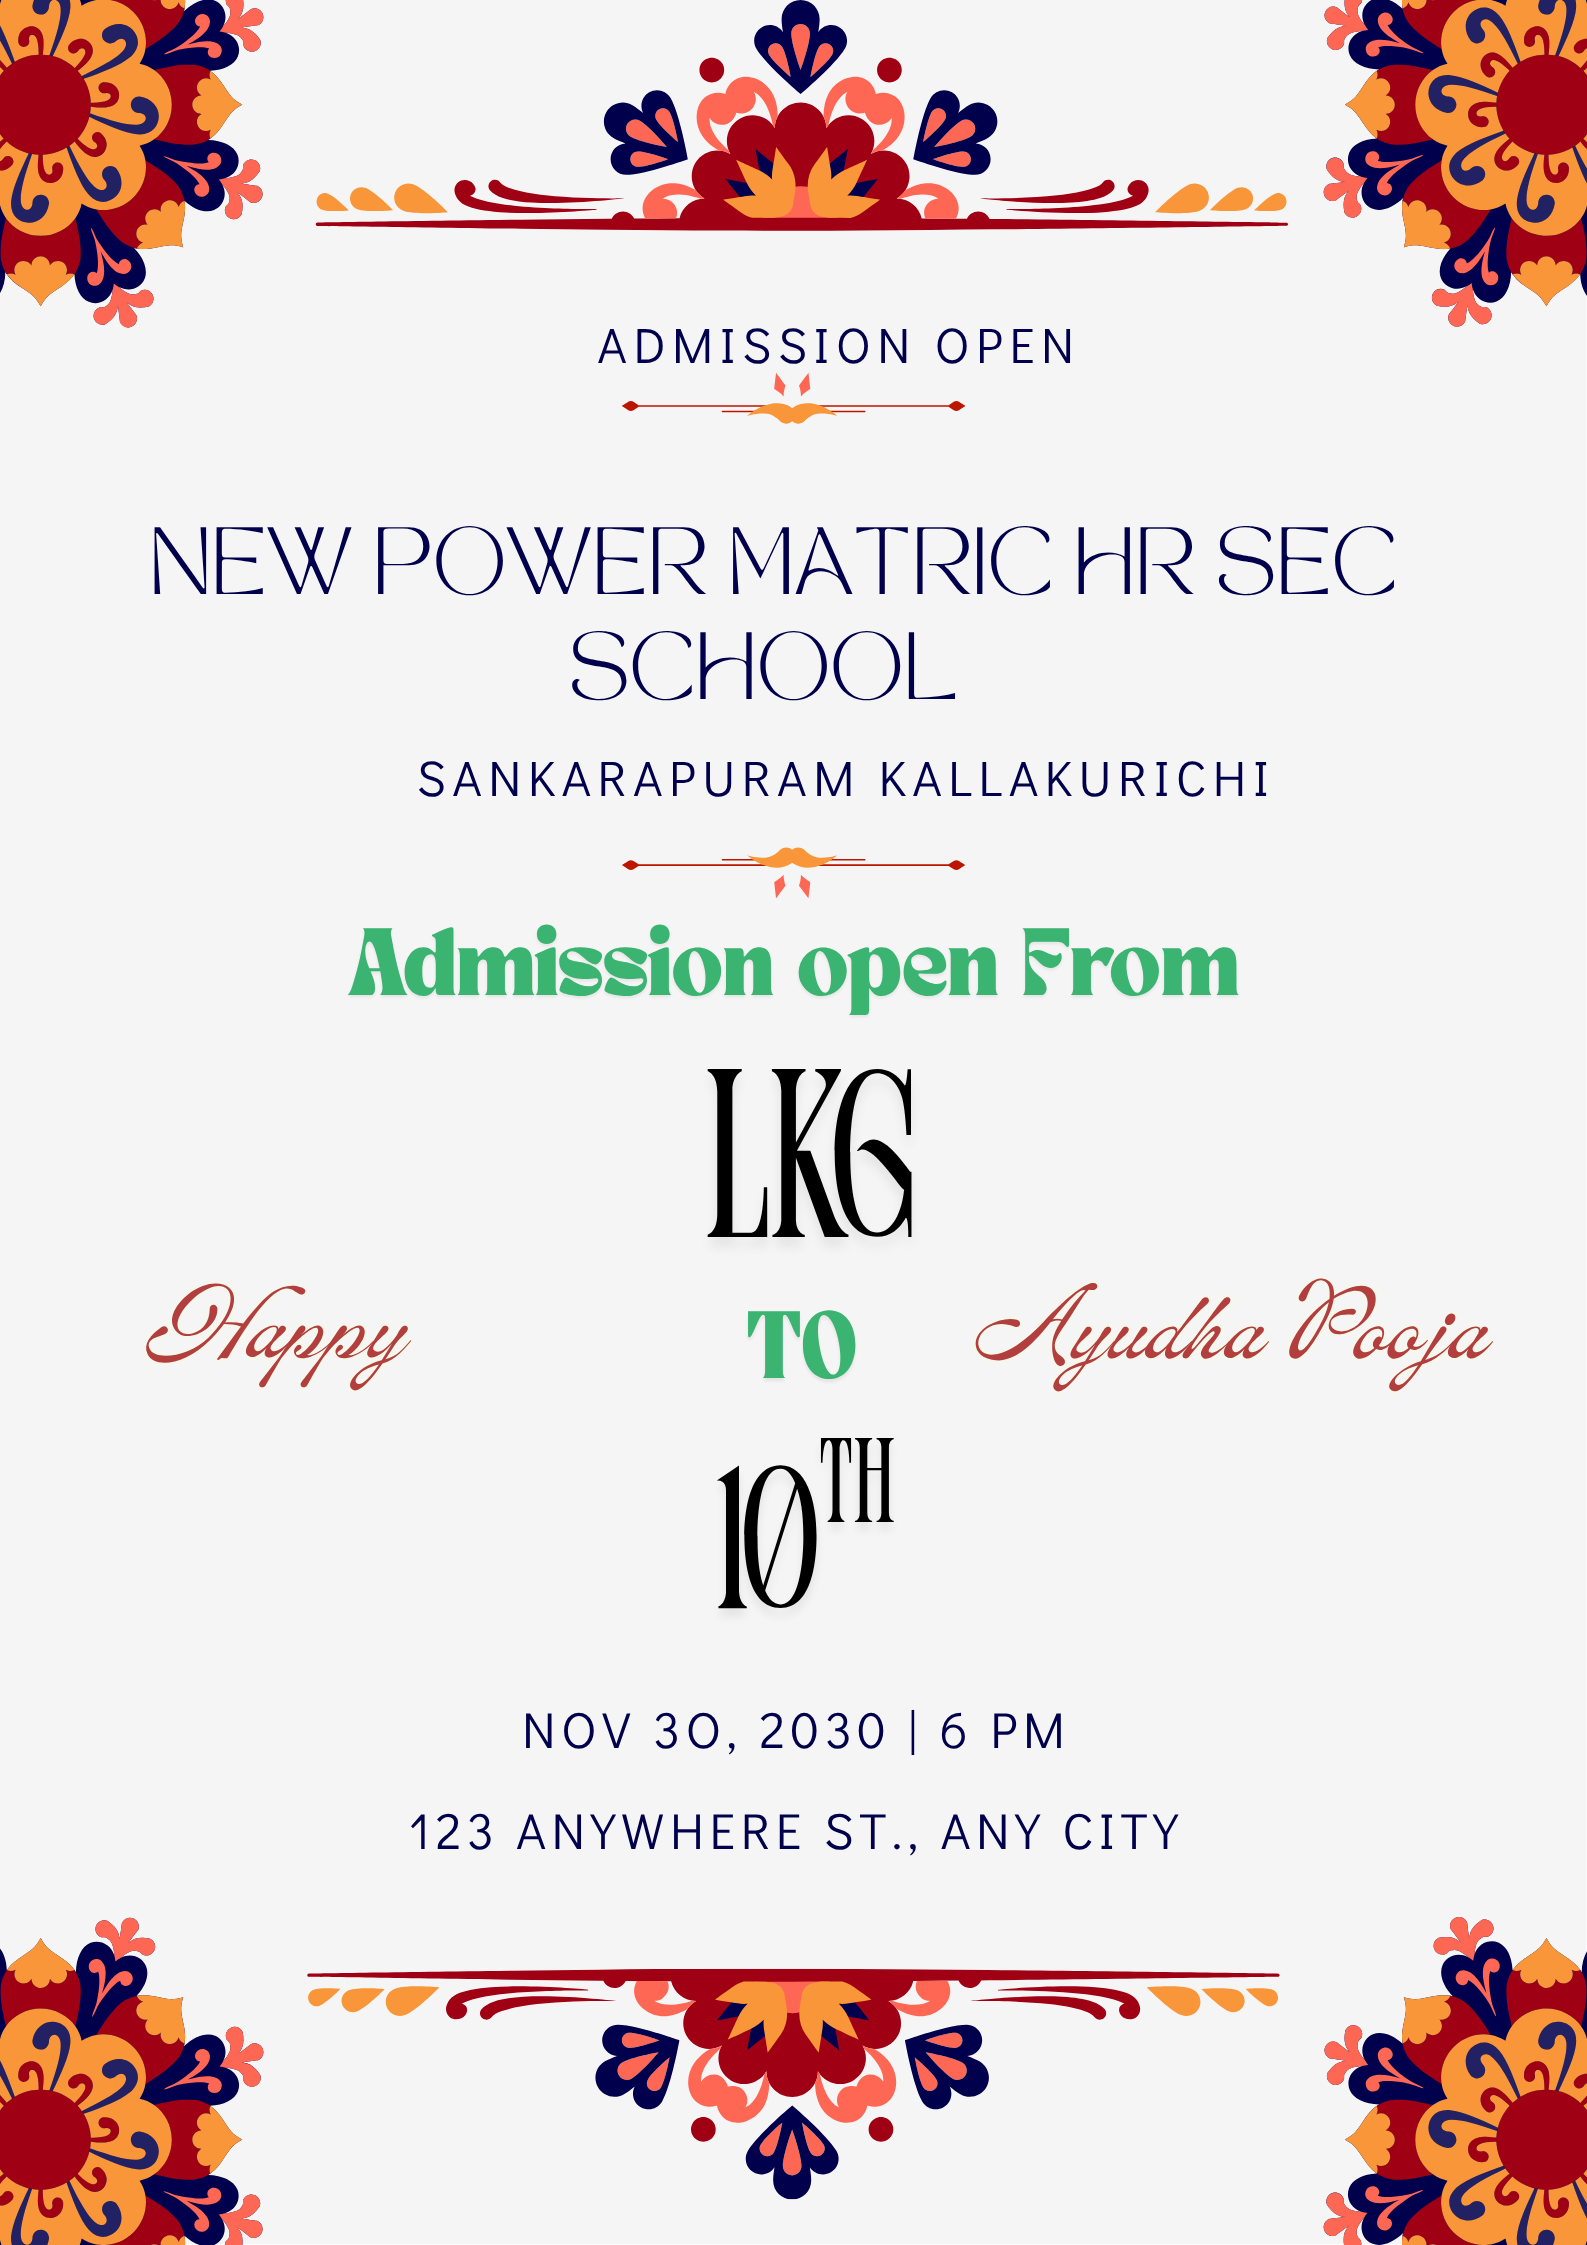 ADMISSION OPEN
NEW POWER MATRIC HR SEC
SCHOOL
SANKARAPURAM KALLAKURICHI
Admission open From
LKG
Happy TO Ayudha Pooja
10TH
NOV 30, 2030 | 6 PM
123 ANYWHERE ST., ANY CITY